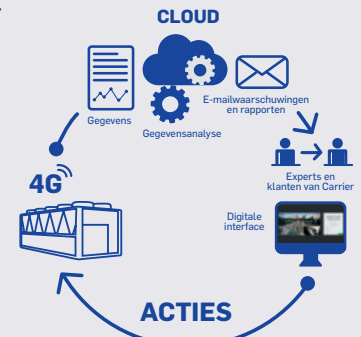 CLOUD
E-mailwaarschuwingen
en rapporten
Gegevens
Gegevensanalyse
4G
Experts en
klanten van Carrier
Digitale
interface
ACTIES